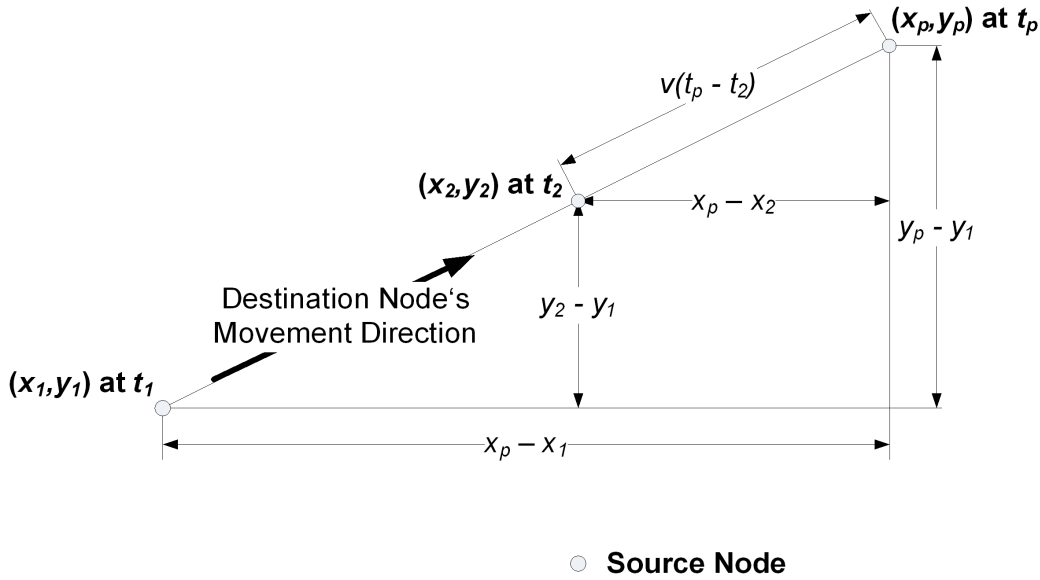 (xp,yp) at tp
v(tp - t2)
(x2,y2) at t2
xp – x2
yp - y1
Destination Node‘s
Movement Direction
y2 - y1
(x1,y1) at t1
xp – x1
Source Node